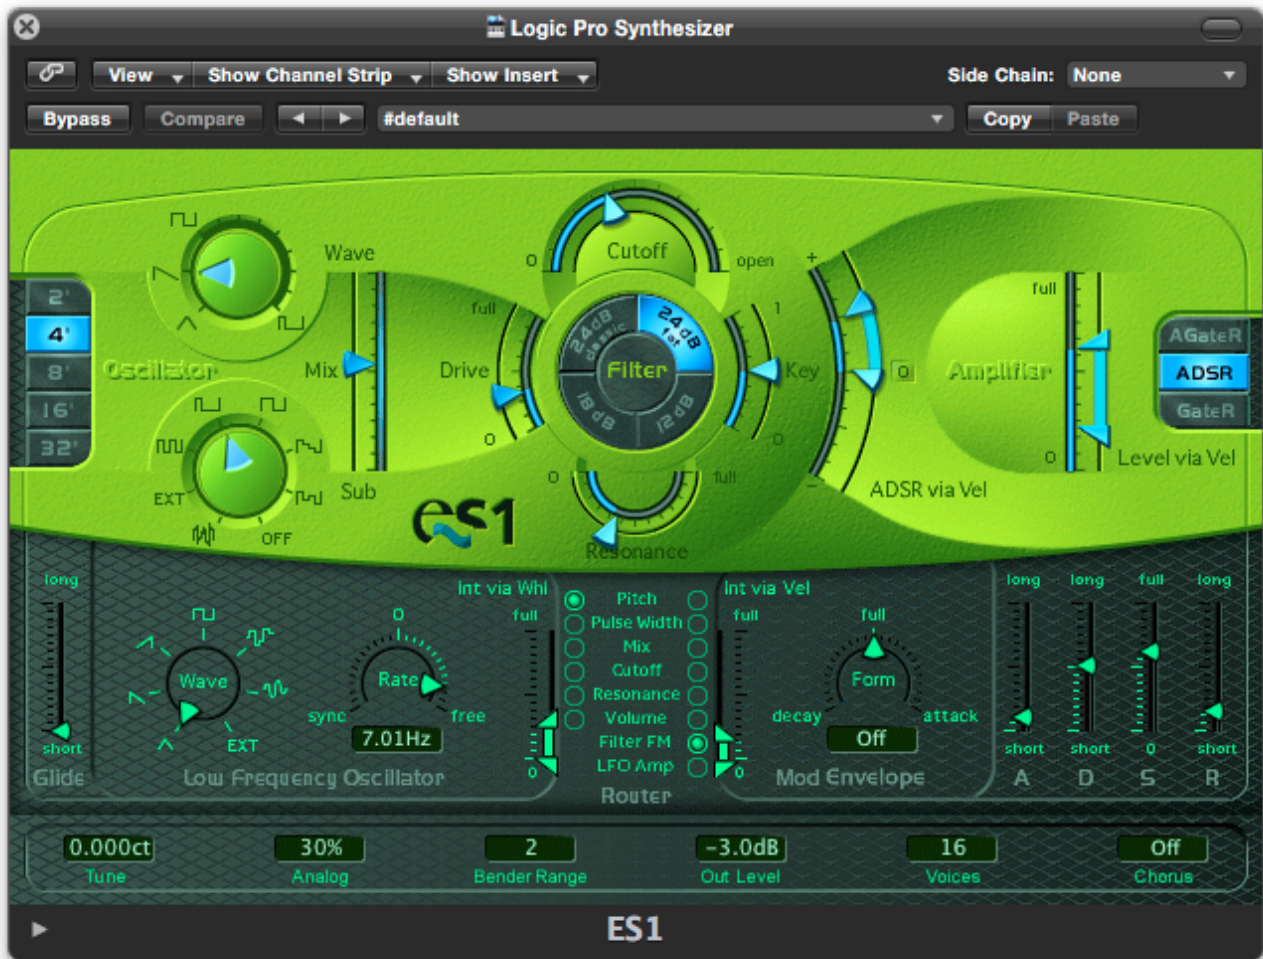 Logic Pro Synthesizer
View Show Channel Strip Show Insert Side Chain: None
Bypass Compare #default Copy Paste
Wave
Cutoff
0 open
+
2'
4'
8'
16'
32'
Oscillator
Mix
Sub
full
Drive
0
24dB classic
24dB fat
Filter
18dB
12dB
1
Key
0
0
full
Resonance
0
-
ADSR via Vel
full
Amplifier
0
Level via Vel
AGateR
ADSR
GateR
EXT
OFF
es1
long
short
Glide
Wave
EXT
0
Rate
sync free
7.01Hz
Low Frequency Oscillator
Int via Whl
full
0
Pitch
Pulse Width
Mix
Cutoff
Resonance
Volume
Filter FM
LFO Amp
Router
Int via Vel
full
0
full
Form
decay attack
Off
Mod Envelope
long long full long
short short 0 short
A D S R
0.000ct 30% 2 -3.0dB 16 Off
Tune Analog Bender Range Out Level Voices Chorus
ES1